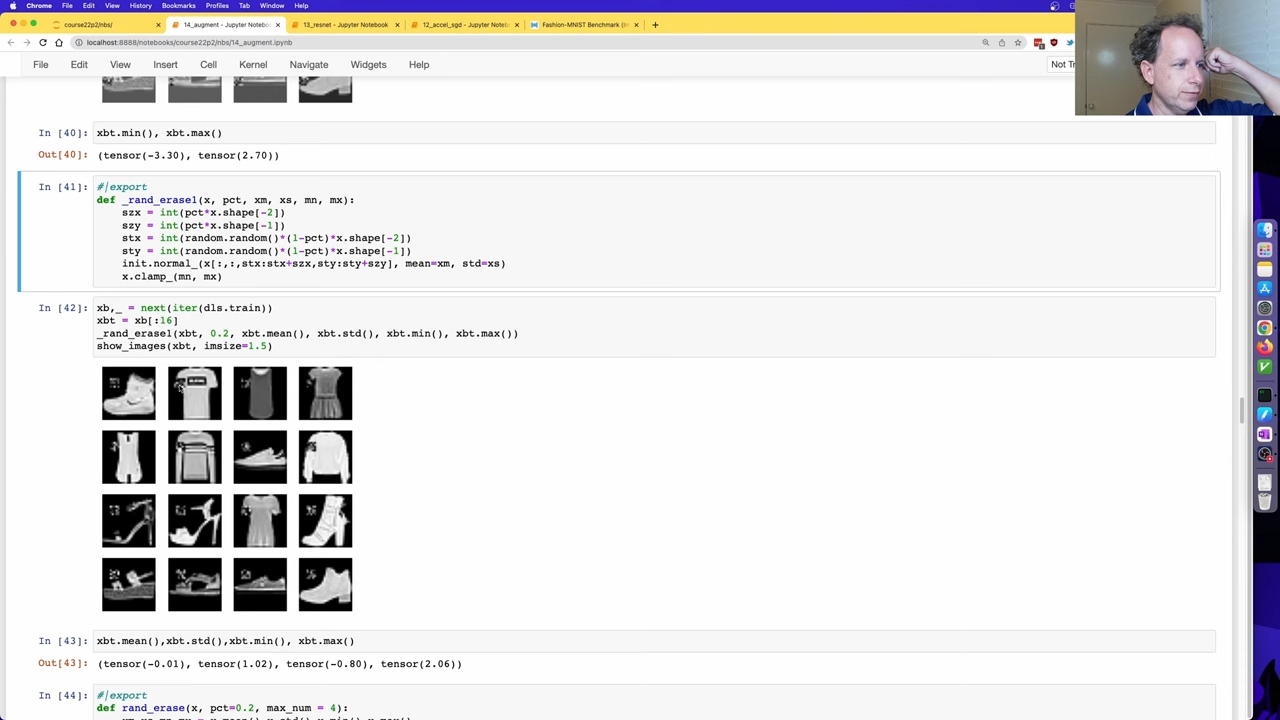 Chrome File Edit View History Bookmarks Profiles Tab Window Help
course22p2/nbs/
14_augment - Jupyter Notebook
13_resnet - Jupyter Notebook
12_accel_sgd - Jupyter Noteb
Fashion-MNIST Benchmark (Im
localhost:8888/notebooks/course22p2/nbs/14_augment.ipynb
File Edit View Insert Cell Kernel Navigate Widgets Help
Not Tr
In [40]: xbt.min(), xbt.max()
Out[40]: (tensor(-3.30), tensor(2.70))
In [41]: #|export
def _rand_erase1(x, pct, xm, xs, mn, mx):
szx = int(pct*x.shape[-2])
szy = int(pct*x.shape[-1])
stx = int(random.random()*(1-pct)*x.shape[-2])
sty = int(random.random()*(1-pct)*x.shape[-1])
init.normal_(x[:,:,stx:stx+szx,sty:sty+szy], mean=xm, std=xs)
x.clamp_(mn, mx)
In [42]: xb,_ = next(iter(dls.train))
xbt = xb[:16]
_rand_erase1(xbt, 0.2, xbt.mean(), xbt.std(), xbt.min(), xbt.max())
show_images(xbt, imsize=1.5)
In [43]: xbt.mean(),xbt.std(),xbt.min(), xbt.max()
Out[43]: (tensor(-0.01), tensor(1.02), tensor(-0.80), tensor(2.06))
In [44]: #|export
def rand_erase(x, pct=0.2, max_num = 4):